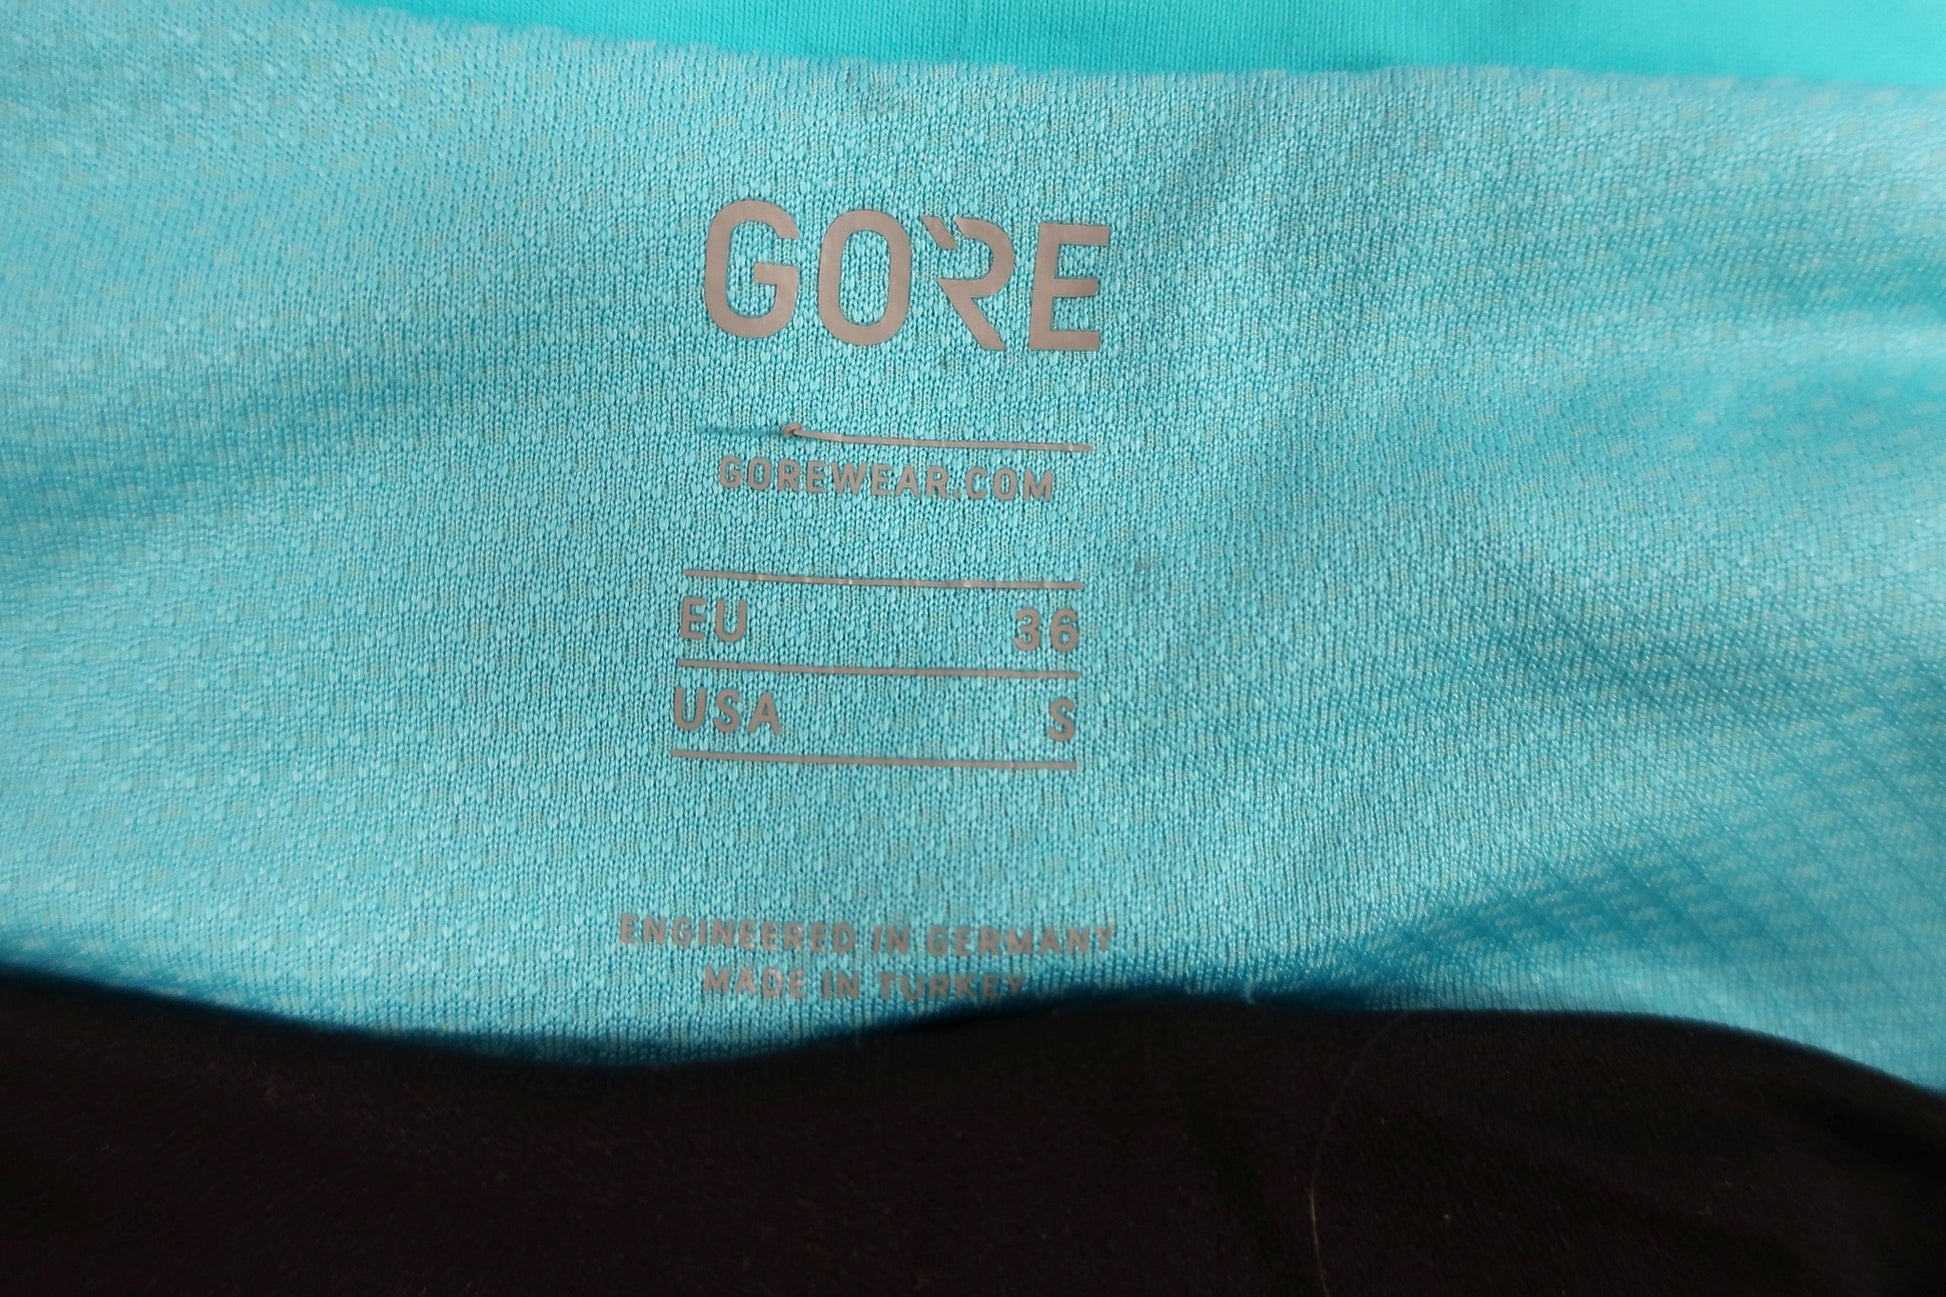 GORE
GOREWEAR.COM
EU 36
USA S
ENGINEERED IN GERMANY
MADE IN TURKEY